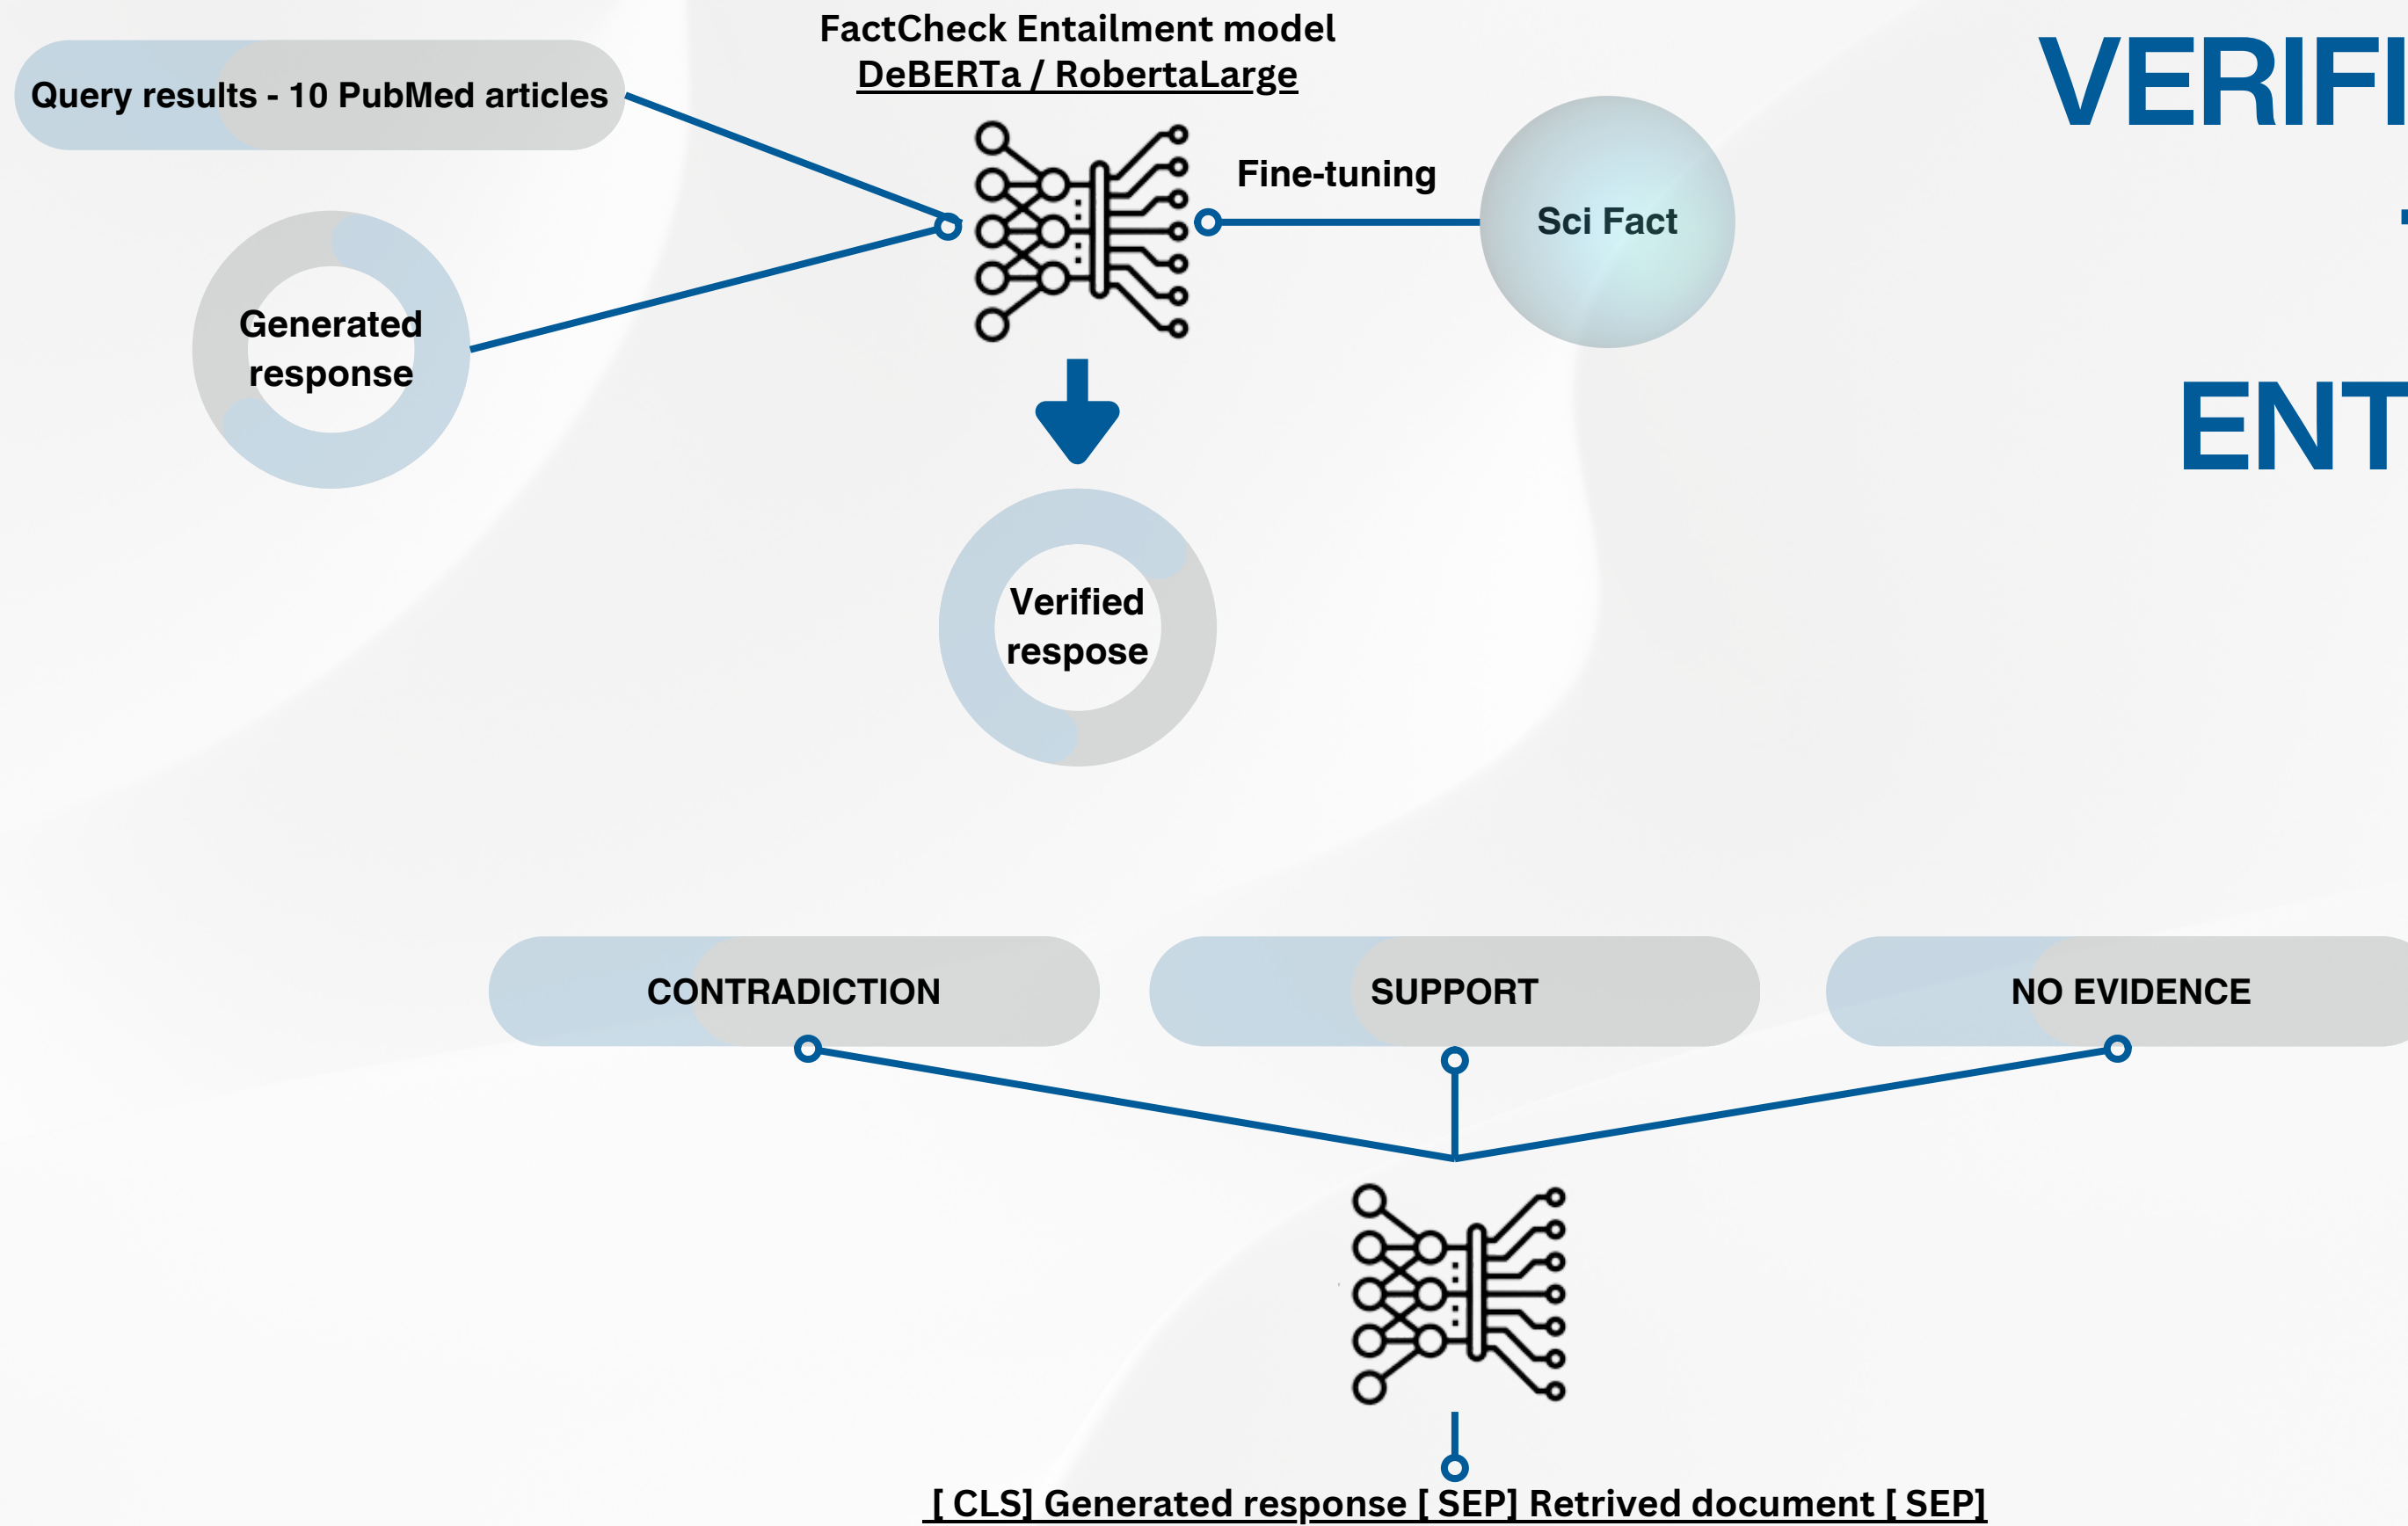 FactCheck Entailment model
DeBERTa / RobertaLarge
Query results - 10 PubMed articles
Fine-tuning
Sci Fact
VERIFI
ENT
Generated
response
Verified
respose
CONTRADICTION
SUPPORT
NO EVIDENCE
[ CLS] Generated response [ SEP] Retrived document [ SEP]